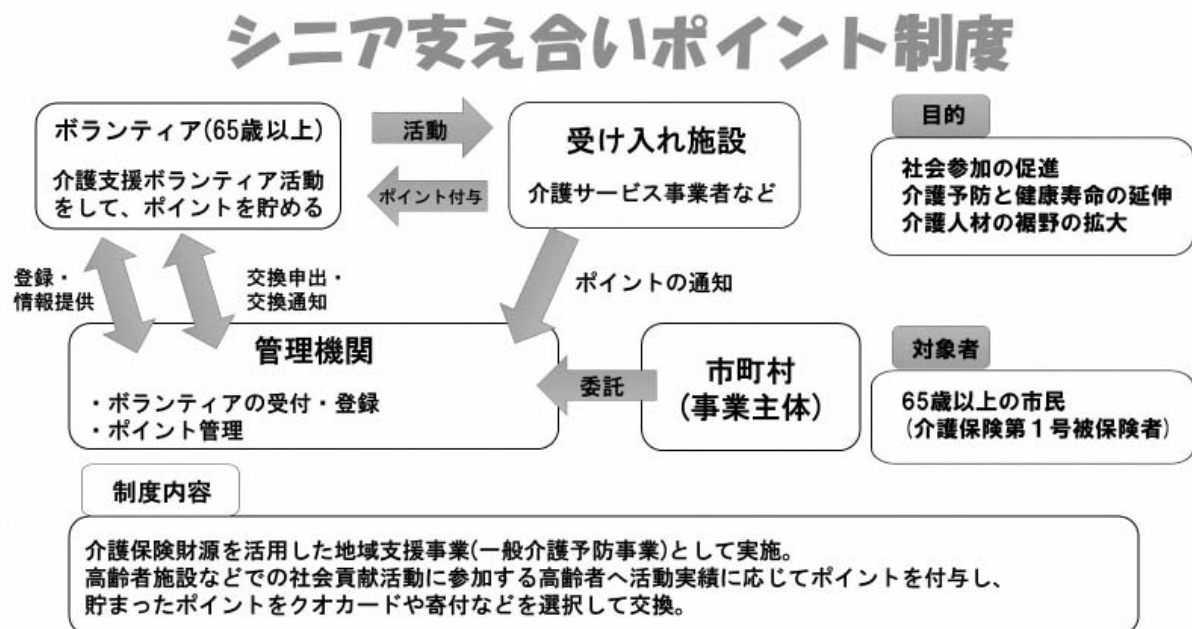 シニア支え合いポイント制度
ボランティア(65歳以上)
介護支援ボランティア活動
をして、ポイントを貯める
活動
ポイント付与
受け入れ施設
介護サービス事業者など
目的
社会参加の促進
介護予防と健康寿命の延伸
介護人材の裾野の拡大
登録・
情報提供
交換申出・
交換通知
ポイントの通知
管理機関
・ボランティアの受付・登録
・ポイント管理
委託
市町村
(事業主体)
対象者
65歳以上の市民
(介護保険第1号被保険者)
制度内容
介護保険財源を活用した地域支援事業(一般介護予防事業)として実施。
高齢者施設などでの社会貢献活動に参加する高齢者へ活動実績に応じてポイントを付与し、
貯まったポイントをクオカードや寄付などを選択して交換。